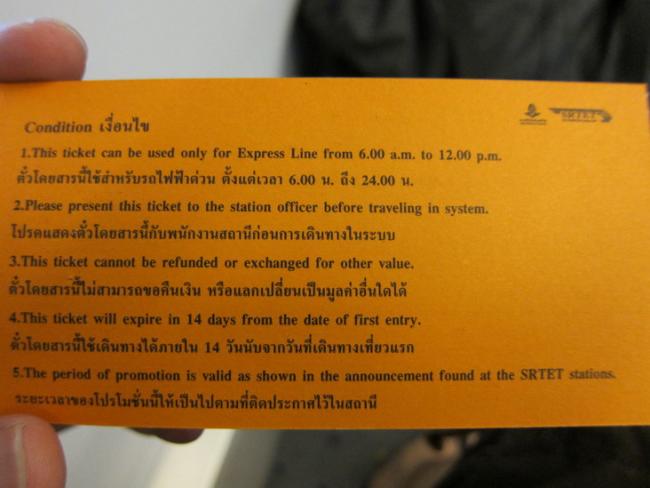 SRTET
Condition เงื่อนไข
1.This ticket can be used only for Express Line from 6.00 a.m. to 12.00 p.m.
ตั๋วโดยสารนี้ใช้สำหรับรถไฟฟ้าด่วน ตั้งแต่เวลา 6.00 น. ถึง 24.00 น.
2.Please present this ticket to the station officer before traveling in system.
โปรดแสดงตั๋วโดยสารนี้กับพนักงานสถานีก่อนการเดินทางในระบบ
3.This ticket cannot be refunded or exchanged for other value.
ตั๋วโดยสารนี้ไม่สามารถขอคืนเงิน หรือแลกเปลี่ยนเป็นมูลค่าอื่นใดได้
4.This ticket will expire in 14 days from the date of first entry.
ตั๋วโดยสารนี้ใช้เดินทางได้ภายใน 14 วันนับจากวันที่เดินทางเที่ยวแรก
5.The period of promotion is valid as shown in the announcement found at the SRTET stations.
ระยะเวลาของโปรโมชั่นนี้ให้เป็นไปตามที่ติดประกาศไว้ในสถานี